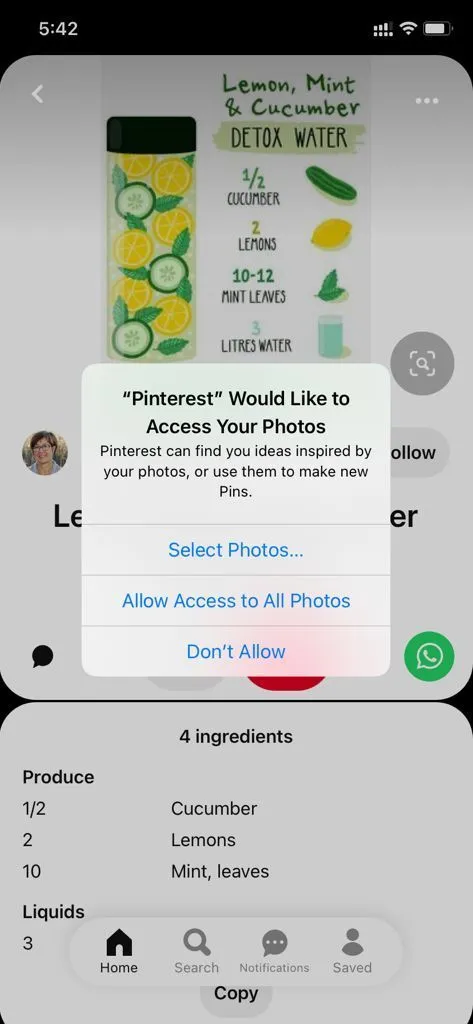 5:42
Lemon, Mint
& Cucumber
DETOX WATER
1/2
CUCUMBER
2
LEMONS
10-12
MINT LEAVES
3
LITRES WATER
“Pinterest” Would Like to
Access Your Photos
Pinterest can find you ideas inspired by
your photos, or use them to make new
Pins.
ollow
Le er
Select Photos...
Allow Access to All Photos
Don’t Allow
4 ingredients
Produce
1/2 Cucumber
2 Lemons
10 Mint, leaves
Liquids
3
Home Search Notifications Saved
Copy